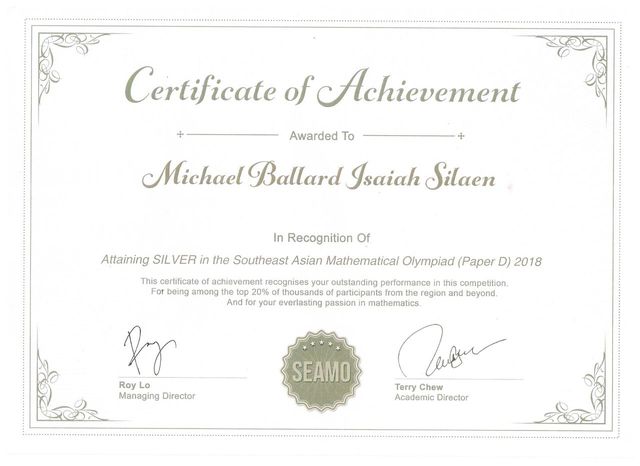 Certificate of Achievement
Awarded To
Michael Ballard Isaiah Silaen
In Recognition Of
Attaining SILVER in the Southeast Asian Mathematical Olympiad (Paper D) 2018
This certificate of achievement recognises your outstanding performance in this competition.
For being among the top 20% of thousands of participants from the region and beyond.
And for your everlasting passion in mathematics.
SEAMO
Roy Lo
Managing Director
Terry Chew
Academic Director